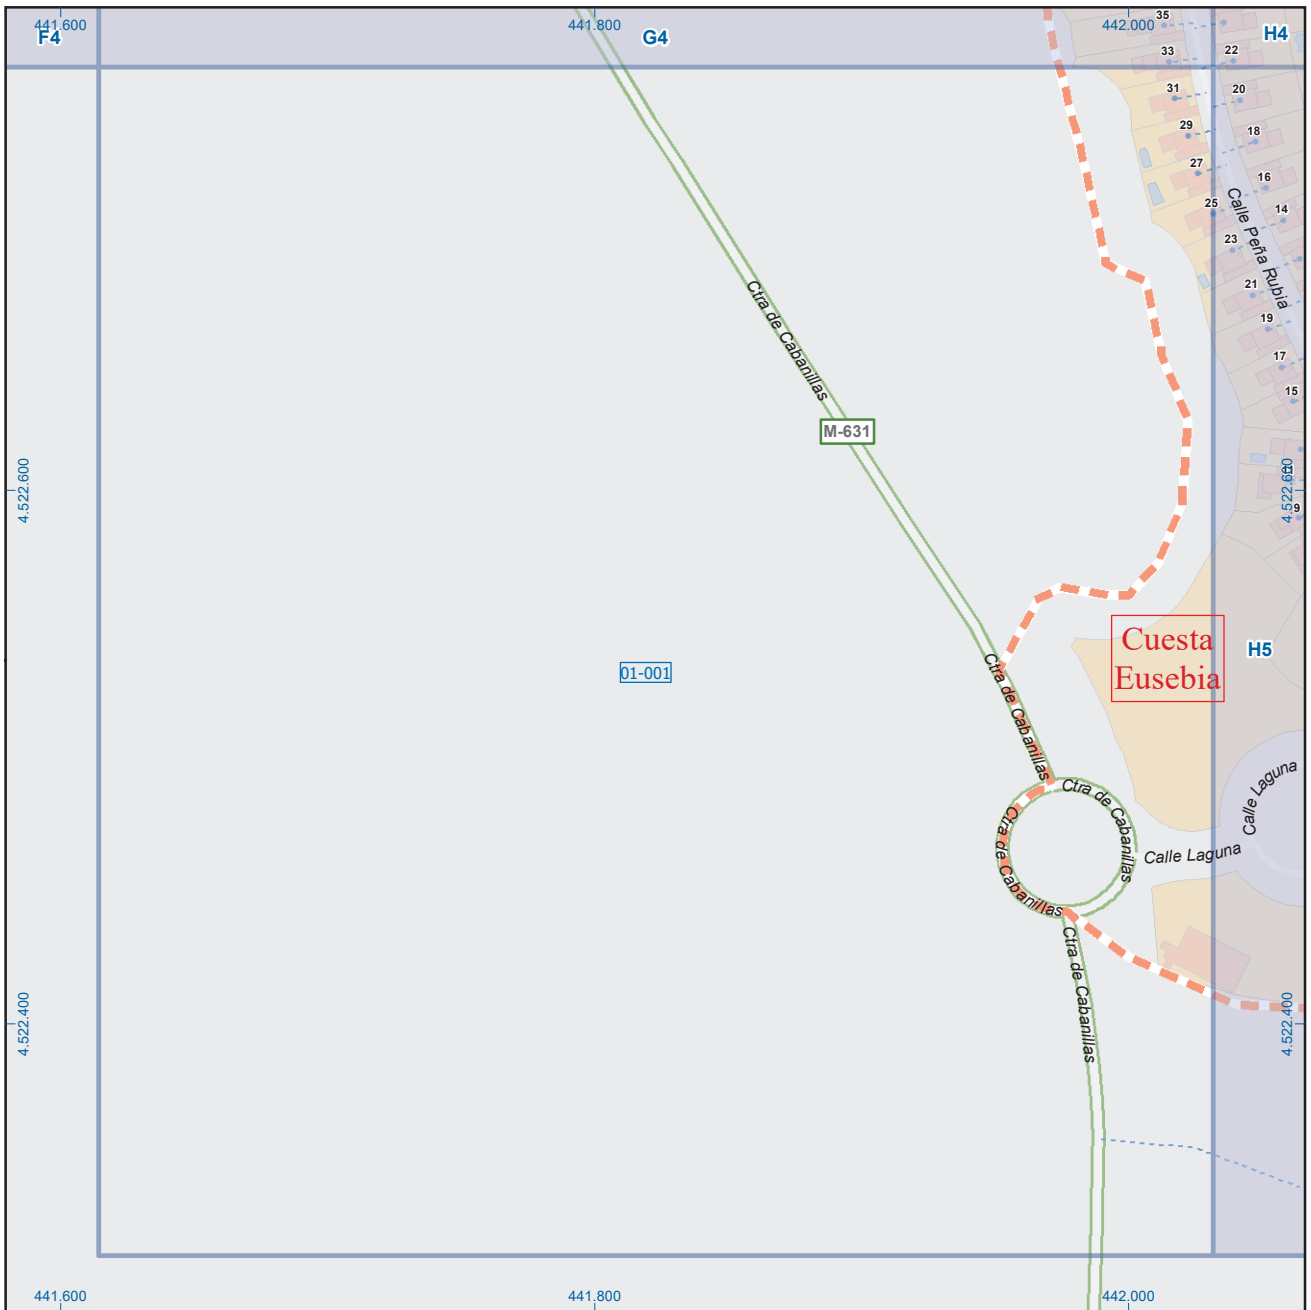 441.600
441.800
442.000
F4
G4
H4
35
33
22
31
20
29
18
27
16
25
14
23
Calle Peña Rubia
21
19
17
15
9
Ctra de Cabanillas
M-631
4.522.600
4.522.600
Cuesta
Eusebia
H5
01-001
Ctra de Cabanillas
Ctra de Cabanillas
Ctra de Cabanillas
Calle Laguna
Calle Laguna
Ctra de Cabanillas
4.522.400
4.522.400
441.600
441.800
442.000